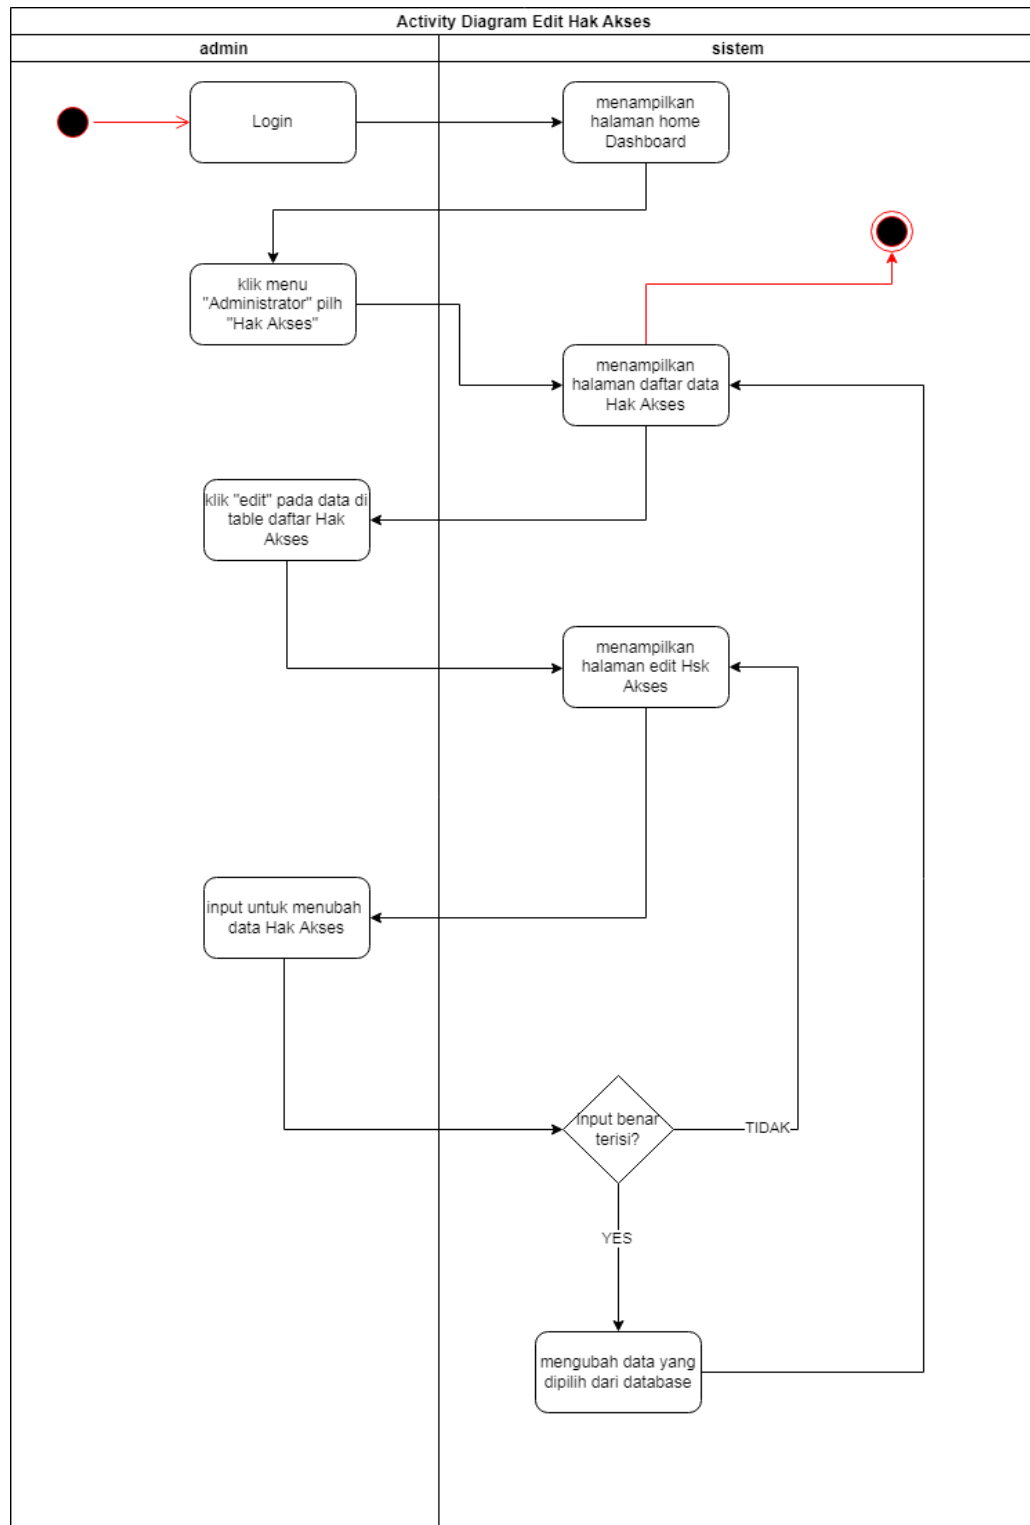 Activity Diagram Edit Hak Akses
admin
sistem
Login
menampilkan
halaman home
Dashboard
klik menu
"Administrator" pilh
"Hak Akses"
menampilkan
halaman daftar data
Hak Akses
klik "edit" pada data di
table daftar Hak
Akses
menampilkan
halaman edit Hsk
Akses
input untuk menubah
data Hak Akses
input benar
terisi?
TIDAK
YES
mengubah data yang
dipilih dari database